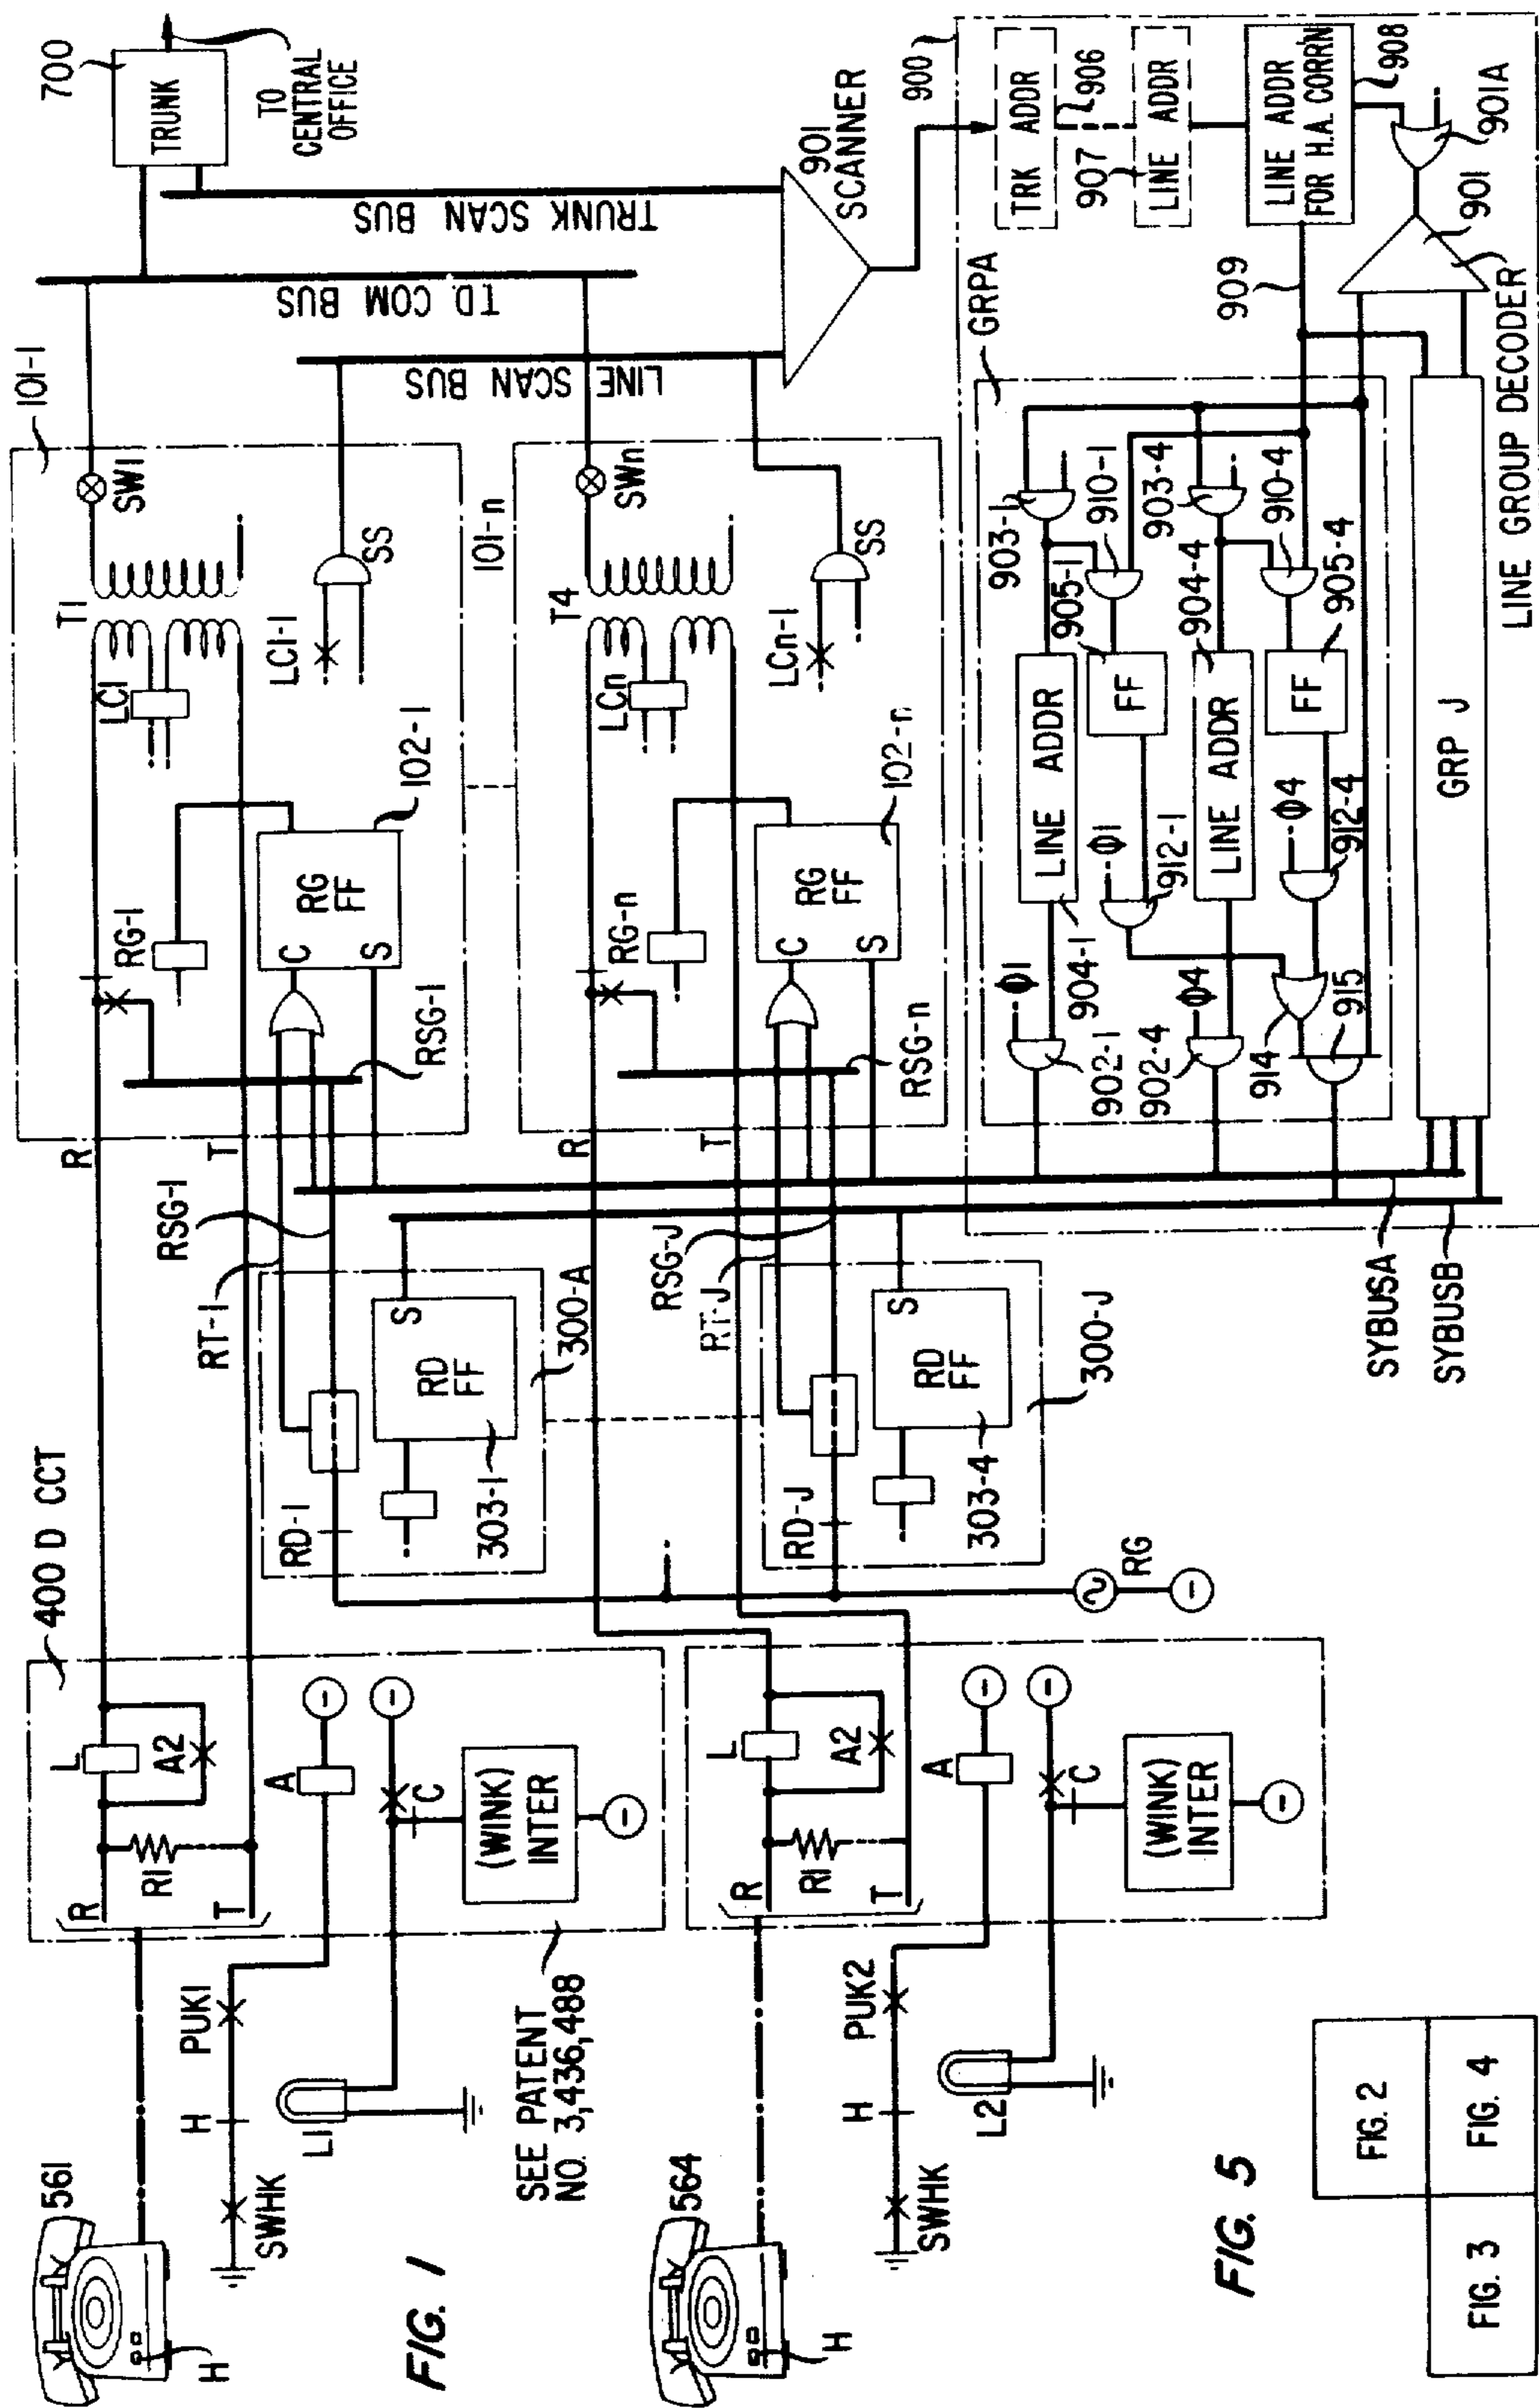 FIG. 1
561
H
SWHK
H
PUK1
L1
SEE PATENT
NO. 3,436,488
400 D CCT
R
T
R1
L
A2
A
C
(WINK)
INTER
564
H
SWHK
H
PUK2
L2
R
T
R1
L
A2
A
C
(WINK)
INTER
RG
RD-1
RT-1
RSG-1
RD
FF
S
303-1
300-A
RD-J
RSG-J
RT-J
RD
FF
S
303-4
300-J
R
T
RSG-1
RG-1
C
S
RG
FF
102-1
LC1
T1
SW1
LC1-1
SS
101-1
R
T
RSG-n
RG-n
C
S
RG
FF
102-n
LCn
T4
SWn
LCn-1
SS
101-n
LINE SCAN BUS
TD COM BUS
TRUNK SCAN BUS
TRUNK
700
TO
CENTRAL
OFFICE
901
SCANNER
900
TRK ADDR
906
907
LINE ADDR
LINE ADDR
FOR H.A. CORR'N
908
909
901A
901
LINE GROUP DECODER
GRPA
903-1
910-1
905-1
903-4
904-4
910-4
905-4
LINE ADDR
FF
LINE ADDR
FF
Φ1
Φ1
Φ4
Φ4
904-1
912-1
912-4
902-1
902-4
914
915
GRP J
SYBUSA
SYBUSB
FIG. 5
FIG. 2
FIG. 3
FIG. 4